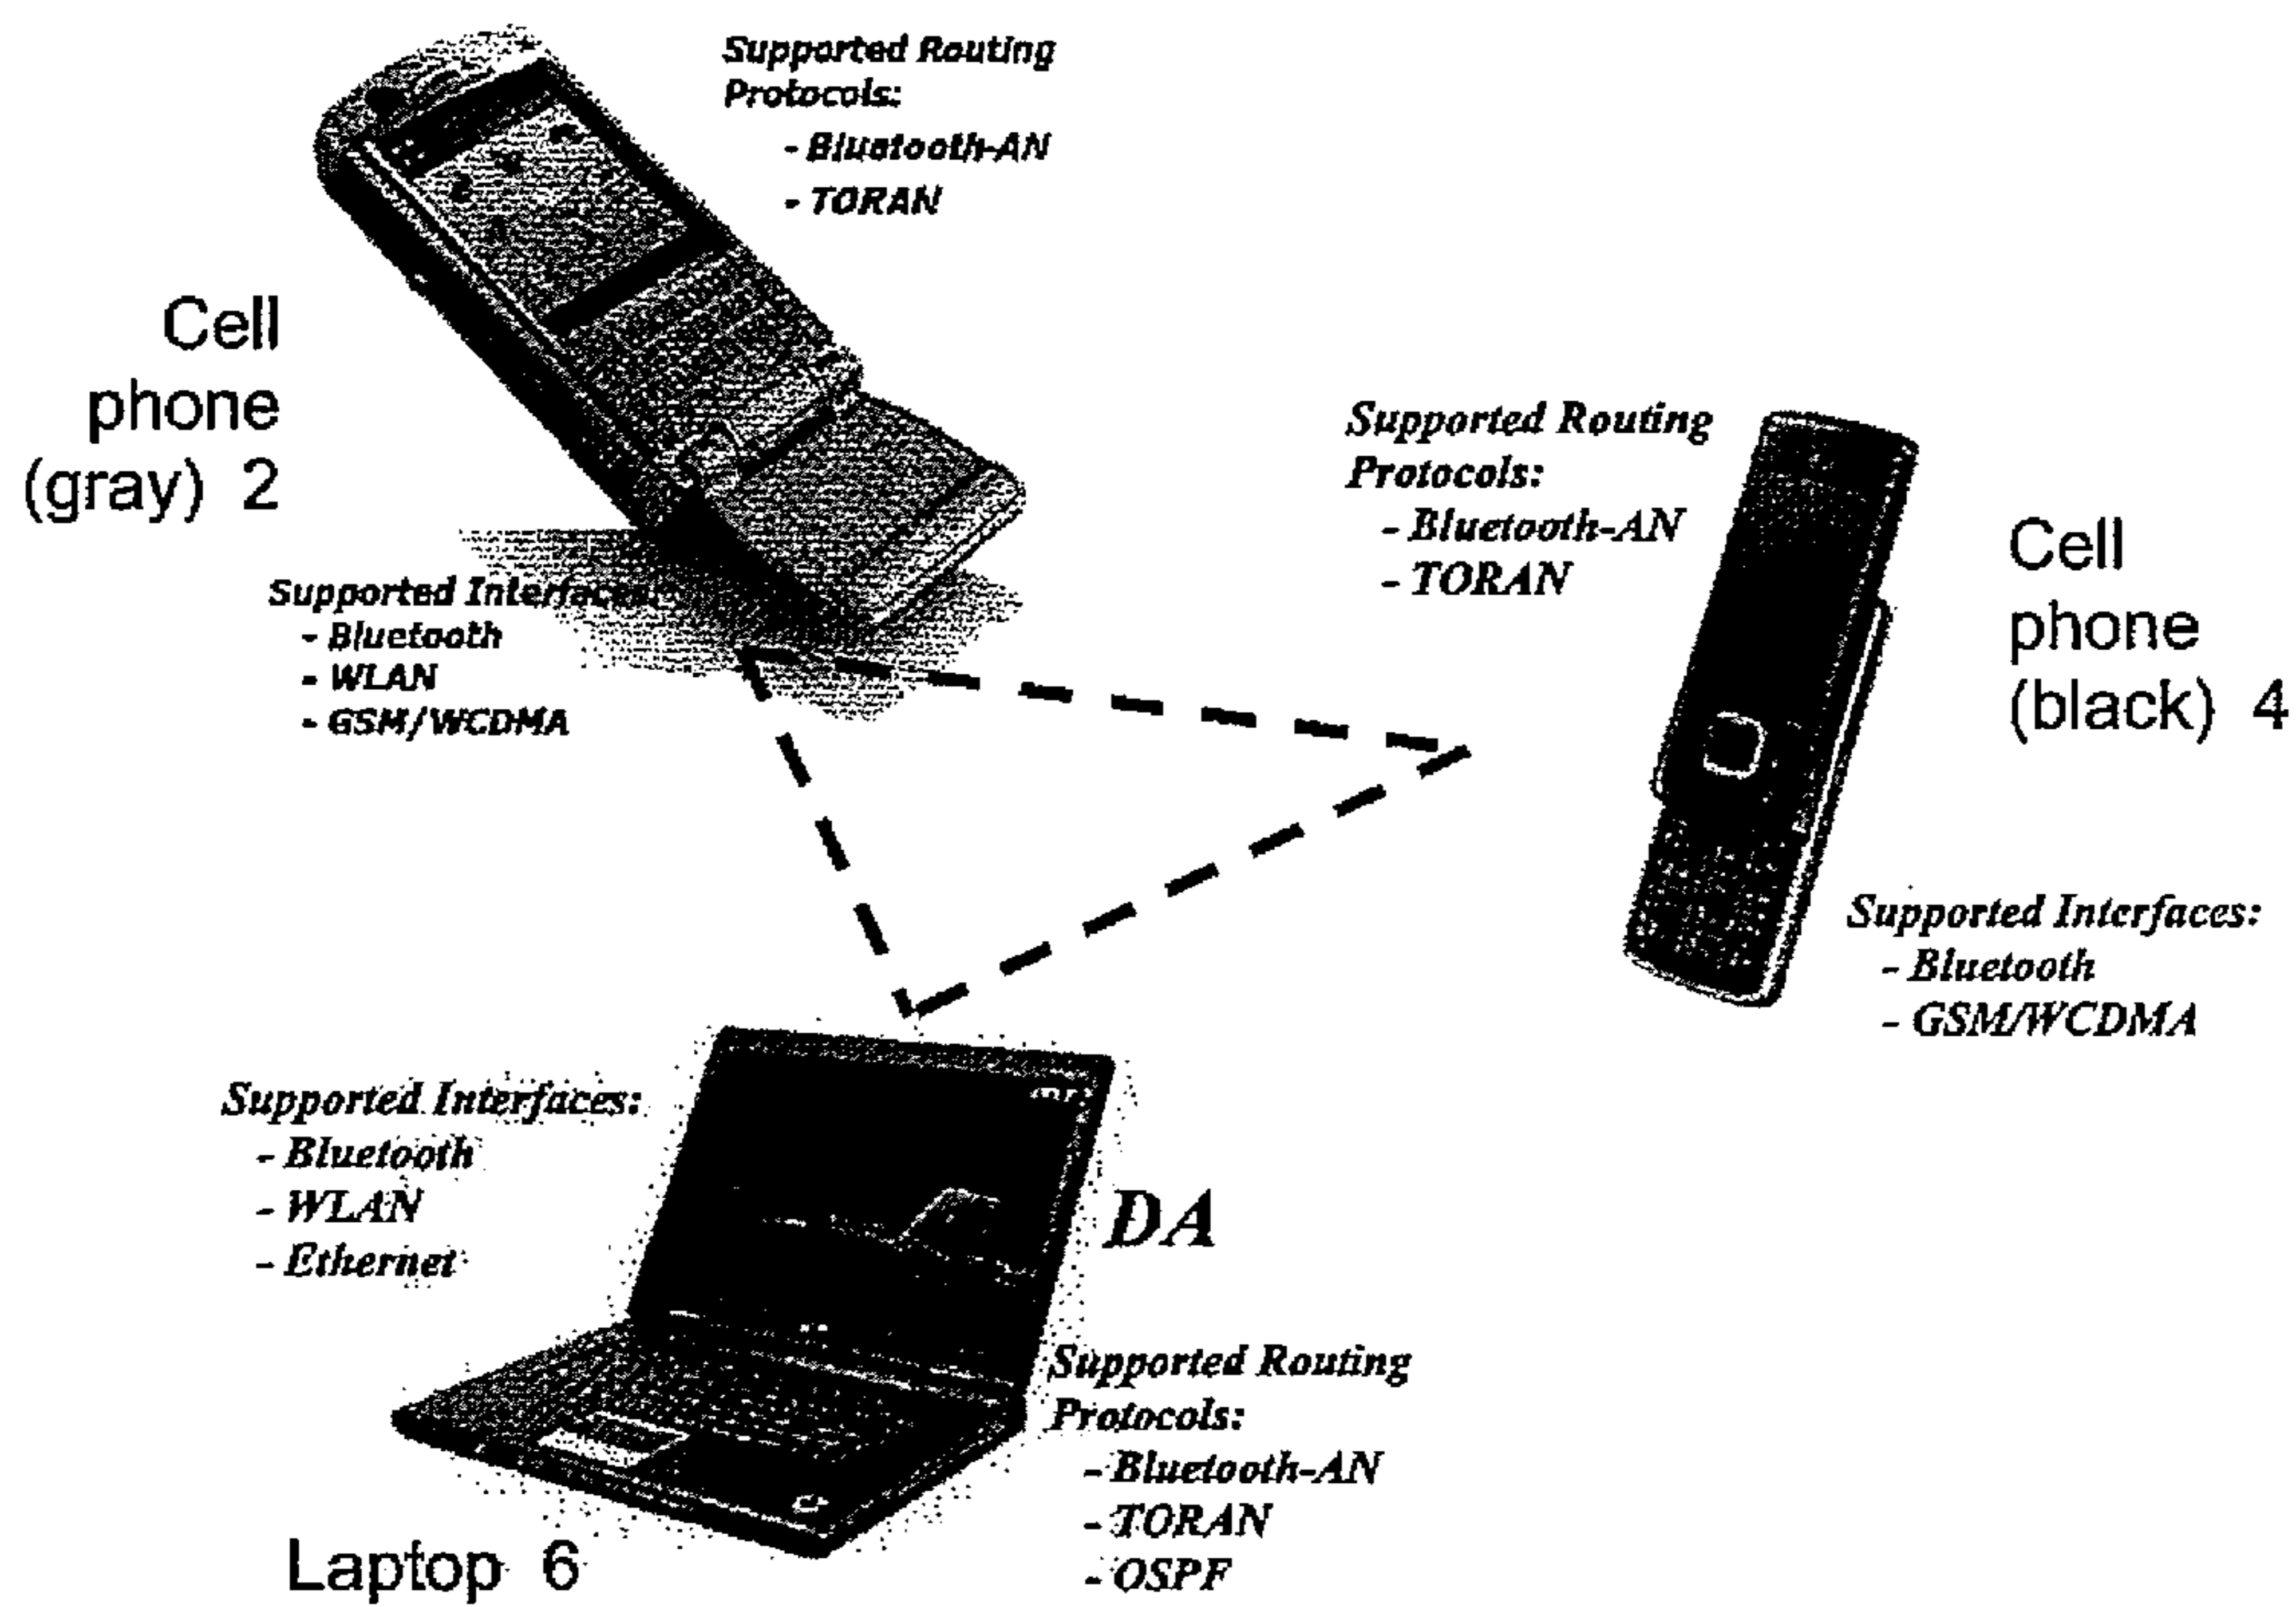 Supported Routing
Protocols:
- Bluetooth-AN
- TORAN
Cell
phone
(gray) 2
Supported Interfaces:
- Bluetooth
- WLAN
- GSM/WCDMA
Supported Routing
Protocols:
- Bluetooth-AN
- TORAN
Cell
phone
(black) 4
Supported Interfaces:
- Bluetooth
- GSM/WCDMA
Supported Interfaces:
- Bluetooth
- WLAN
- Ethernet
DA
Supported Routing
Protocols:
- Bluetooth-AN
- TORAN
- OSPF
Laptop 6